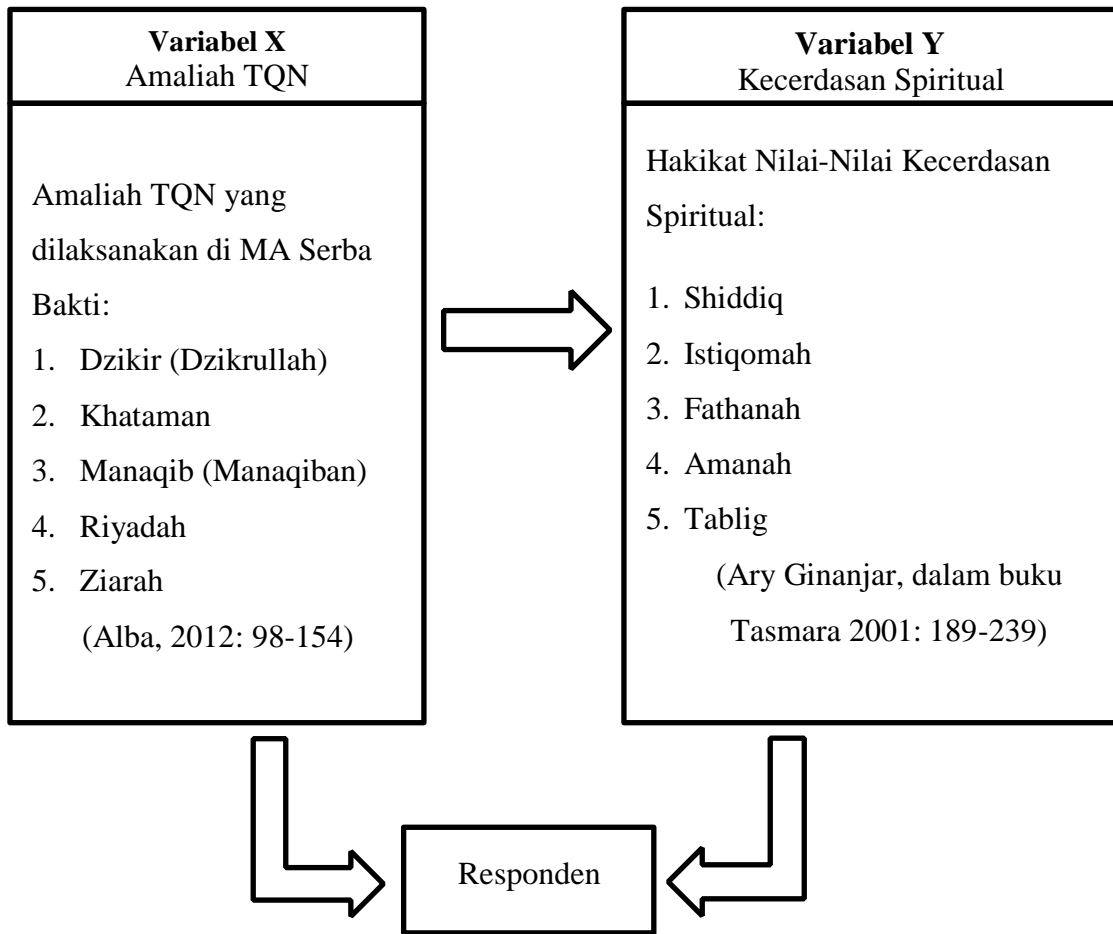 Variabel X
Amaliah TQN
Amaliah TQN yang
dilaksanakan di MA Serba
Bakti:
1. Dzikir (Dzikrullah)
2. Khataman
3. Manaqib (Manaqiban)
4. Riyadah
5. Ziarah
(Alba, 2012: 98-154)
Variabel Y
Kecerdasan Spiritual
Hakikat Nilai-Nilai Kecerdasan
Spiritual:
1. Shiddiq
2. Istiqomah
3. Fathanah
4. Amanah
5. Tablig
(Ary Ginanjar, dalam buku
Tasmara 2001: 189-239)
Responden